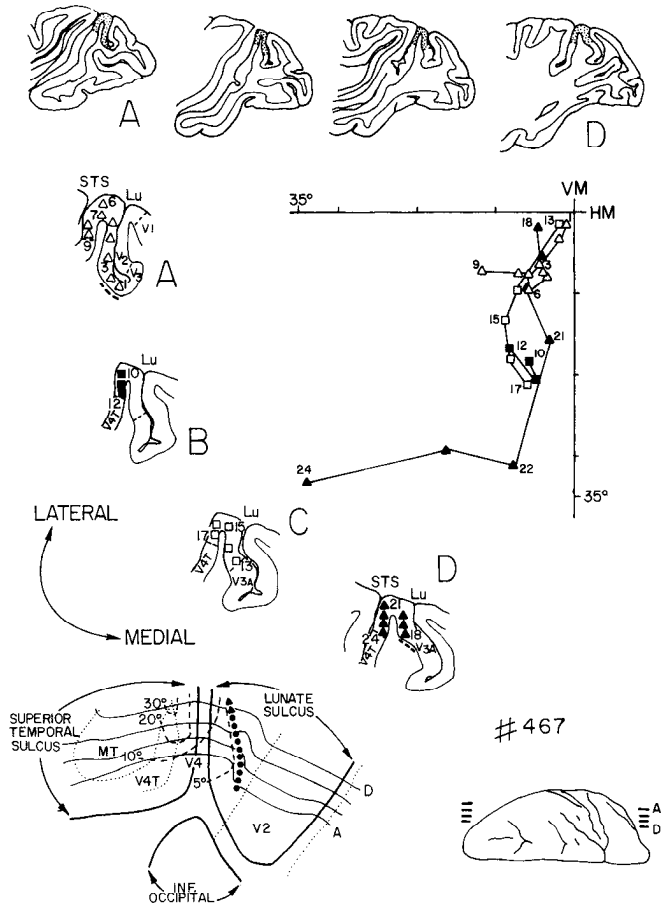 A
D
STS
Lu
6
7
V1
9
3
V2
V3
1
A
35°
VM
HM
18
13
9
3
6
15
21
12
10
17
24
22
35°
Lu
10
12
V4T
B
LATERAL
MEDIAL
C
Lu
15
17
V4T
13
V3A
D
STS
Lu
21
24
18
V4T
V3A
SUPERIOR
TEMPORAL
SULCUS
30°
20°
MT
10°
V4
V4T
5°
LUNATE
SULCUS
V2
D
A
INF.
OCCIPITAL
#467
A
D